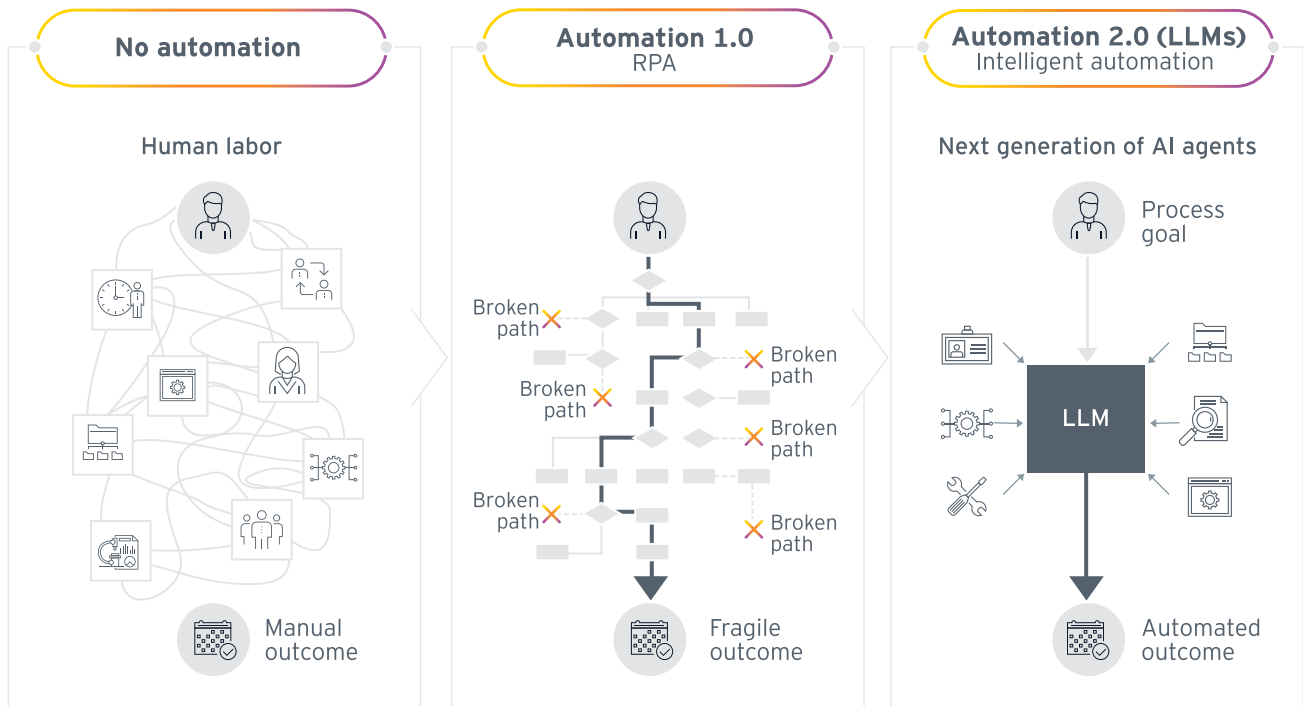 No automation
Human labor
Manual
outcome
Automation 1.0
RPA
Broken
path
Broken
path
Broken
path
Broken
path
Broken
path
Broken
path
Fragile
outcome
Automation 2.0 (LLMs)
Intelligent automation
Next generation of AI agents
Process
goal
LLM
Automated
outcome